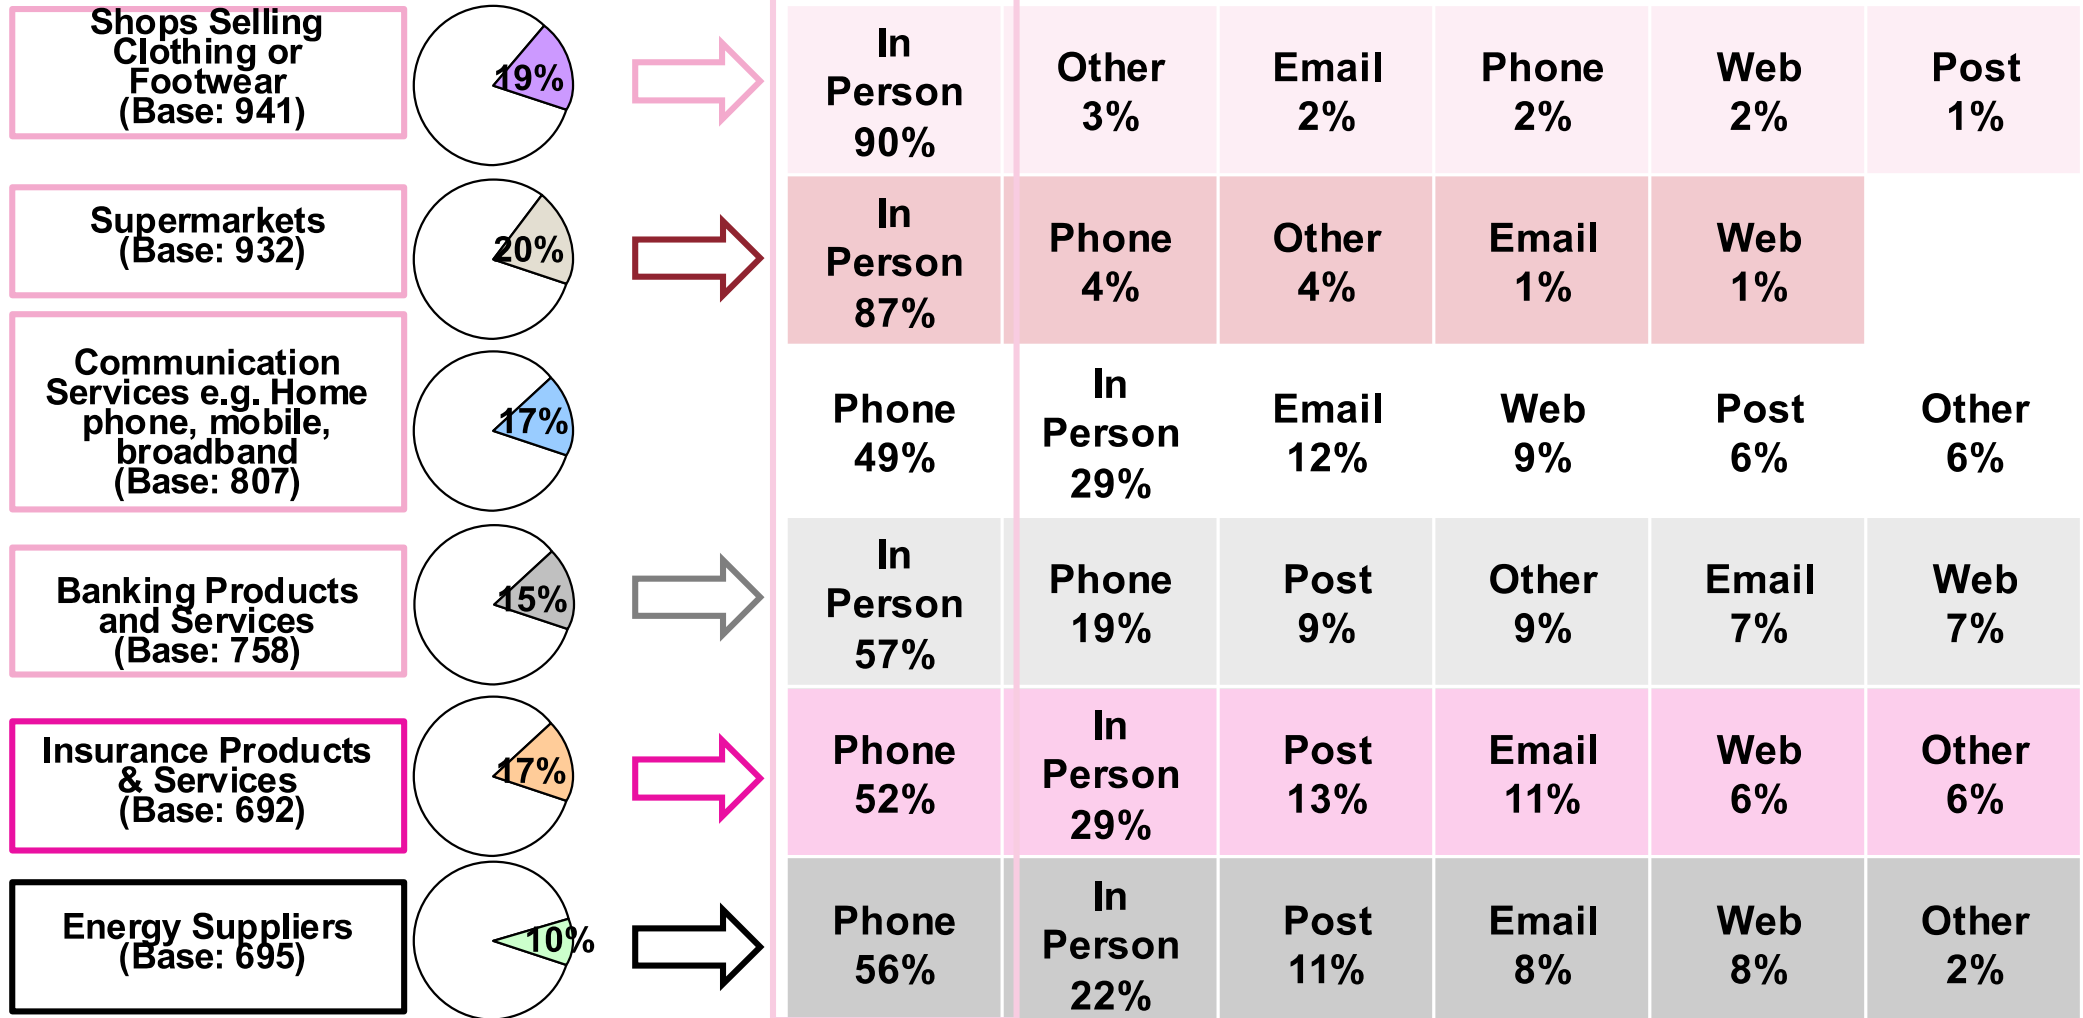 Shops Selling
Clothing or
Footwear
(Base: 941)
19%
In
Person
90%
Other
3%
Email
2%
Phone
2%
Web
2%
Post
1%
Supermarkets
(Base: 932)
20%
In
Person
87%
Phone
4%
Other
4%
Email
1%
Web
1%
Communication
Services e.g. Home
phone, mobile,
broadband
(Base: 807)
17%
Phone
49%
In
Person
29%
Email
12%
Web
9%
Post
6%
Other
6%
Banking Products
and Services
(Base: 758)
15%
In
Person
57%
Phone
19%
Post
9%
Other
9%
Email
7%
Web
7%
Insurance Products
& Services
(Base: 692)
17%
Phone
52%
In
Person
29%
Post
13%
Email
11%
Web
6%
Other
6%
Energy Suppliers
(Base: 695)
10%
Phone
56%
In
Person
22%
Post
11%
Email
8%
Web
8%
Other
2%